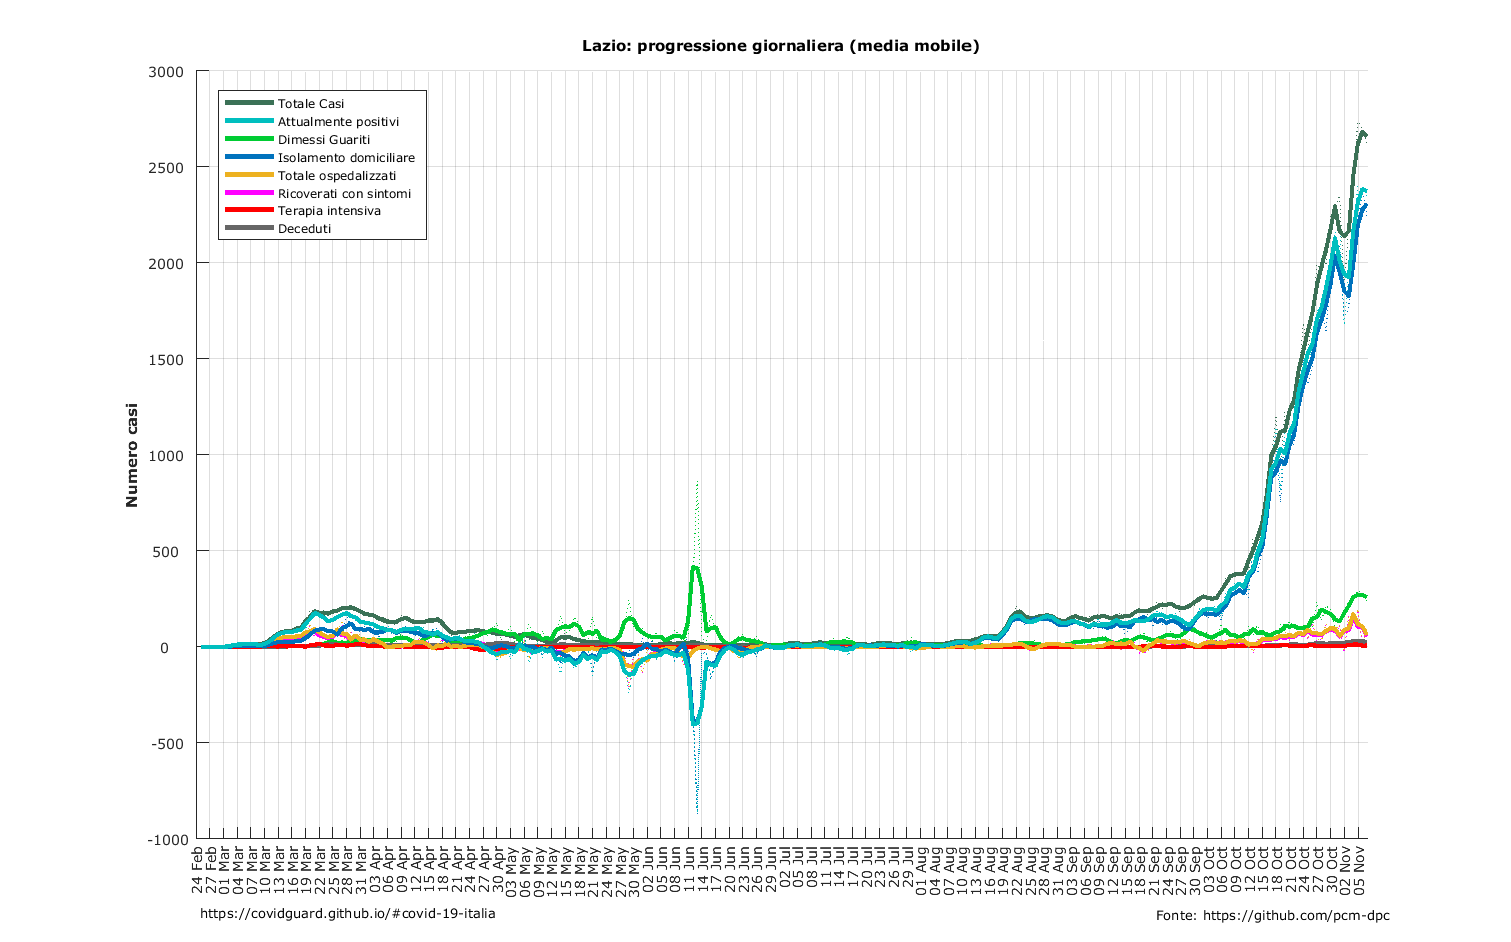 Lazio: progressione giornaliera (media mobile)
3000
2500
2000
1500
1000
500
0
-500
-1000
Numero casi
Totale Casi
Attualmente positivi
Dimessi Guariti
Isolamento domiciliare
Totale ospedalizzati
Ricoverati con sintomi
Terapia intensiva
Deceduti
24 Feb
27 Feb
01 Mar
04 Mar
07 Mar
10 Mar
13 Mar
16 Mar
19 Mar
22 Mar
25 Mar
28 Mar
31 Mar
03 Apr
06 Apr
09 Apr
12 Apr
15 Apr
18 Apr
21 Apr
24 Apr
27 Apr
30 Apr
03 May
06 May
09 May
12 May
15 May
18 May
21 May
24 May
27 May
30 May
02 Jun
05 Jun
08 Jun
11 Jun
14 Jun
17 Jun
20 Jun
23 Jun
26 Jun
29 Jun
02 Jul
05 Jul
08 Jul
11 Jul
14 Jul
17 Jul
20 Jul
23 Jul
26 Jul
29 Jul
01 Aug
04 Aug
07 Aug
10 Aug
13 Aug
16 Aug
19 Aug
22 Aug
25 Aug
28 Aug
31 Aug
03 Sep
06 Sep
09 Sep
12 Sep
15 Sep
18 Sep
21 Sep
24 Sep
27 Sep
30 Sep
03 Oct
06 Oct
09 Oct
12 Oct
15 Oct
18 Oct
21 Oct
24 Oct
27 Oct
30 Oct
02 Nov
05 Nov
https://covidguard.github.io/#covid-19-italia
Fonte: https://github.com/pcm-dpc